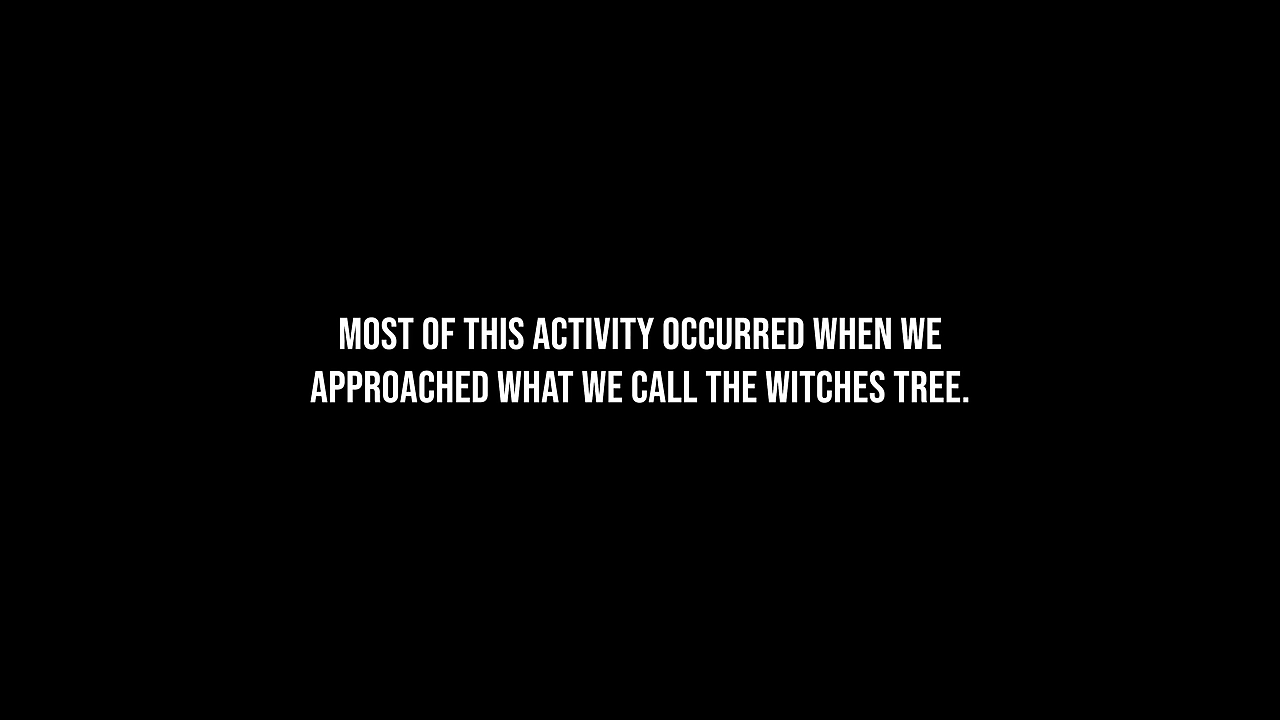 MOST OF THIS ACTIVITY OCCURRED WHEN WE
APPROACHED WHAT WE CALL THE WITCHES TREE.